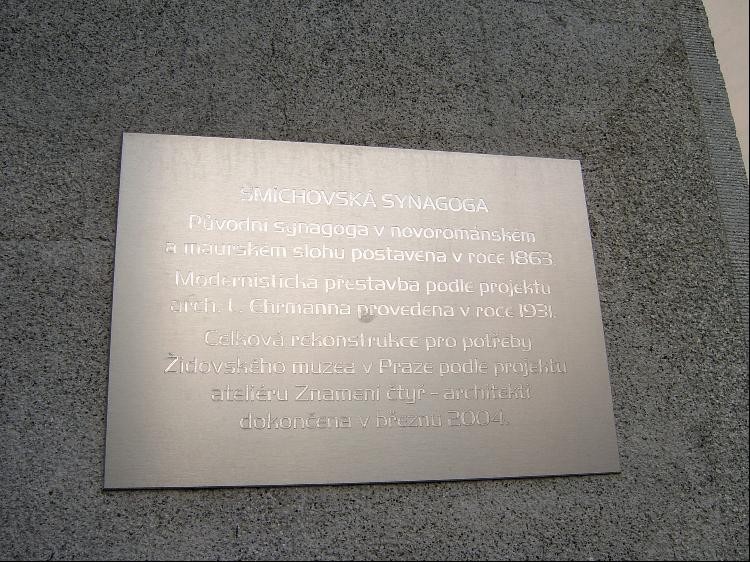 SMÍCHOVSKÁ SYNAGOGA
Původní synagoga v novorománském
a maurském slohu postavena v roce 1863.
Modernistická přestavba podle projektu
arch. L. Ehrmanna provedena v roce 1931.
Celková rekonstrukce pro potřeby
Židovského muzea v Praze podle projektu
ateliéru Znamení čtyř - architekti
dokončena v březnu 2004.